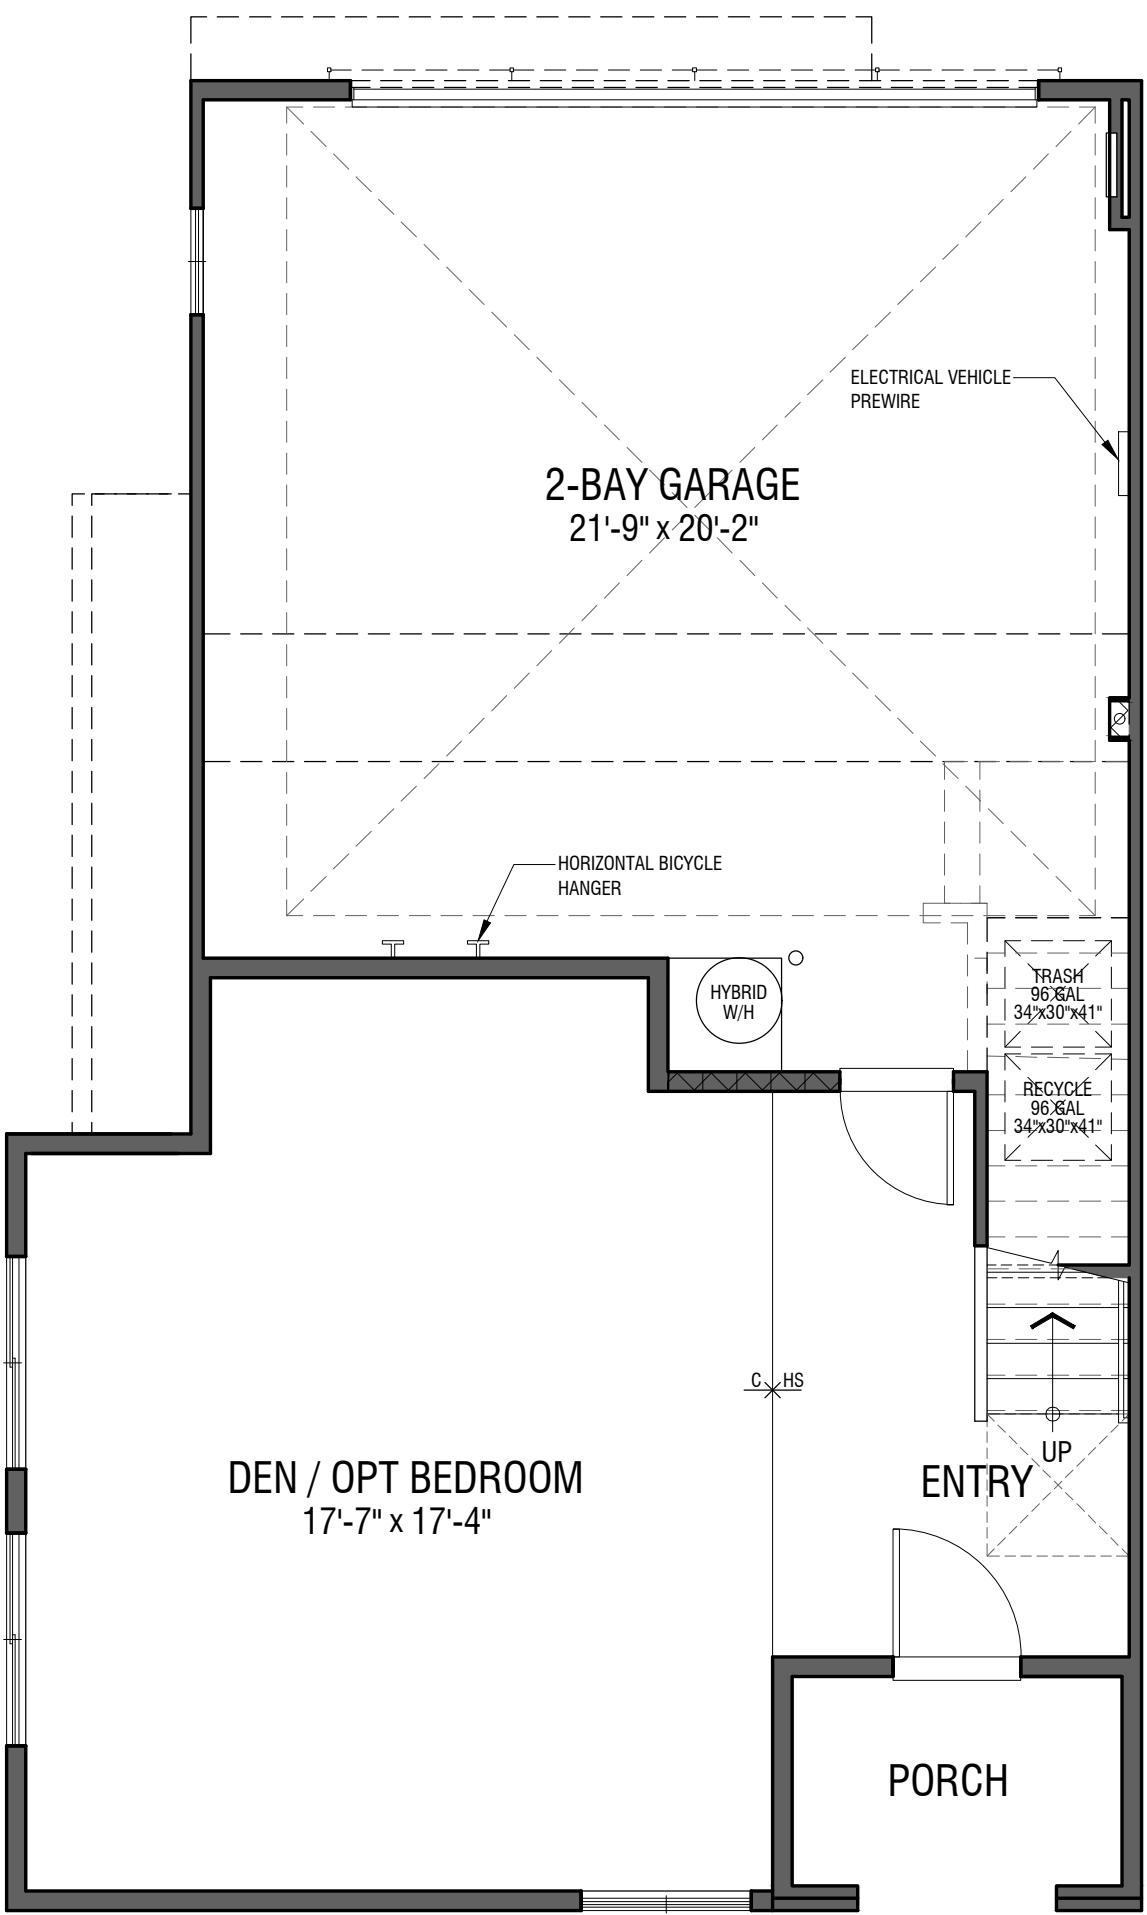 ELECTRICAL VEHICLE
PREWIRE
2-BAY GARAGE
21'-9" x 20'-2"
HORIZONTAL BICYCLE
HANGER
HYBRID
W/H
TRASH
96 GAL
34"x30"x41"
RECYCLE
96 GAL
34"x30"x41"
C HS
UP
ENTRY
DEN / OPT BEDROOM
17'-7" x 17'-4"
PORCH